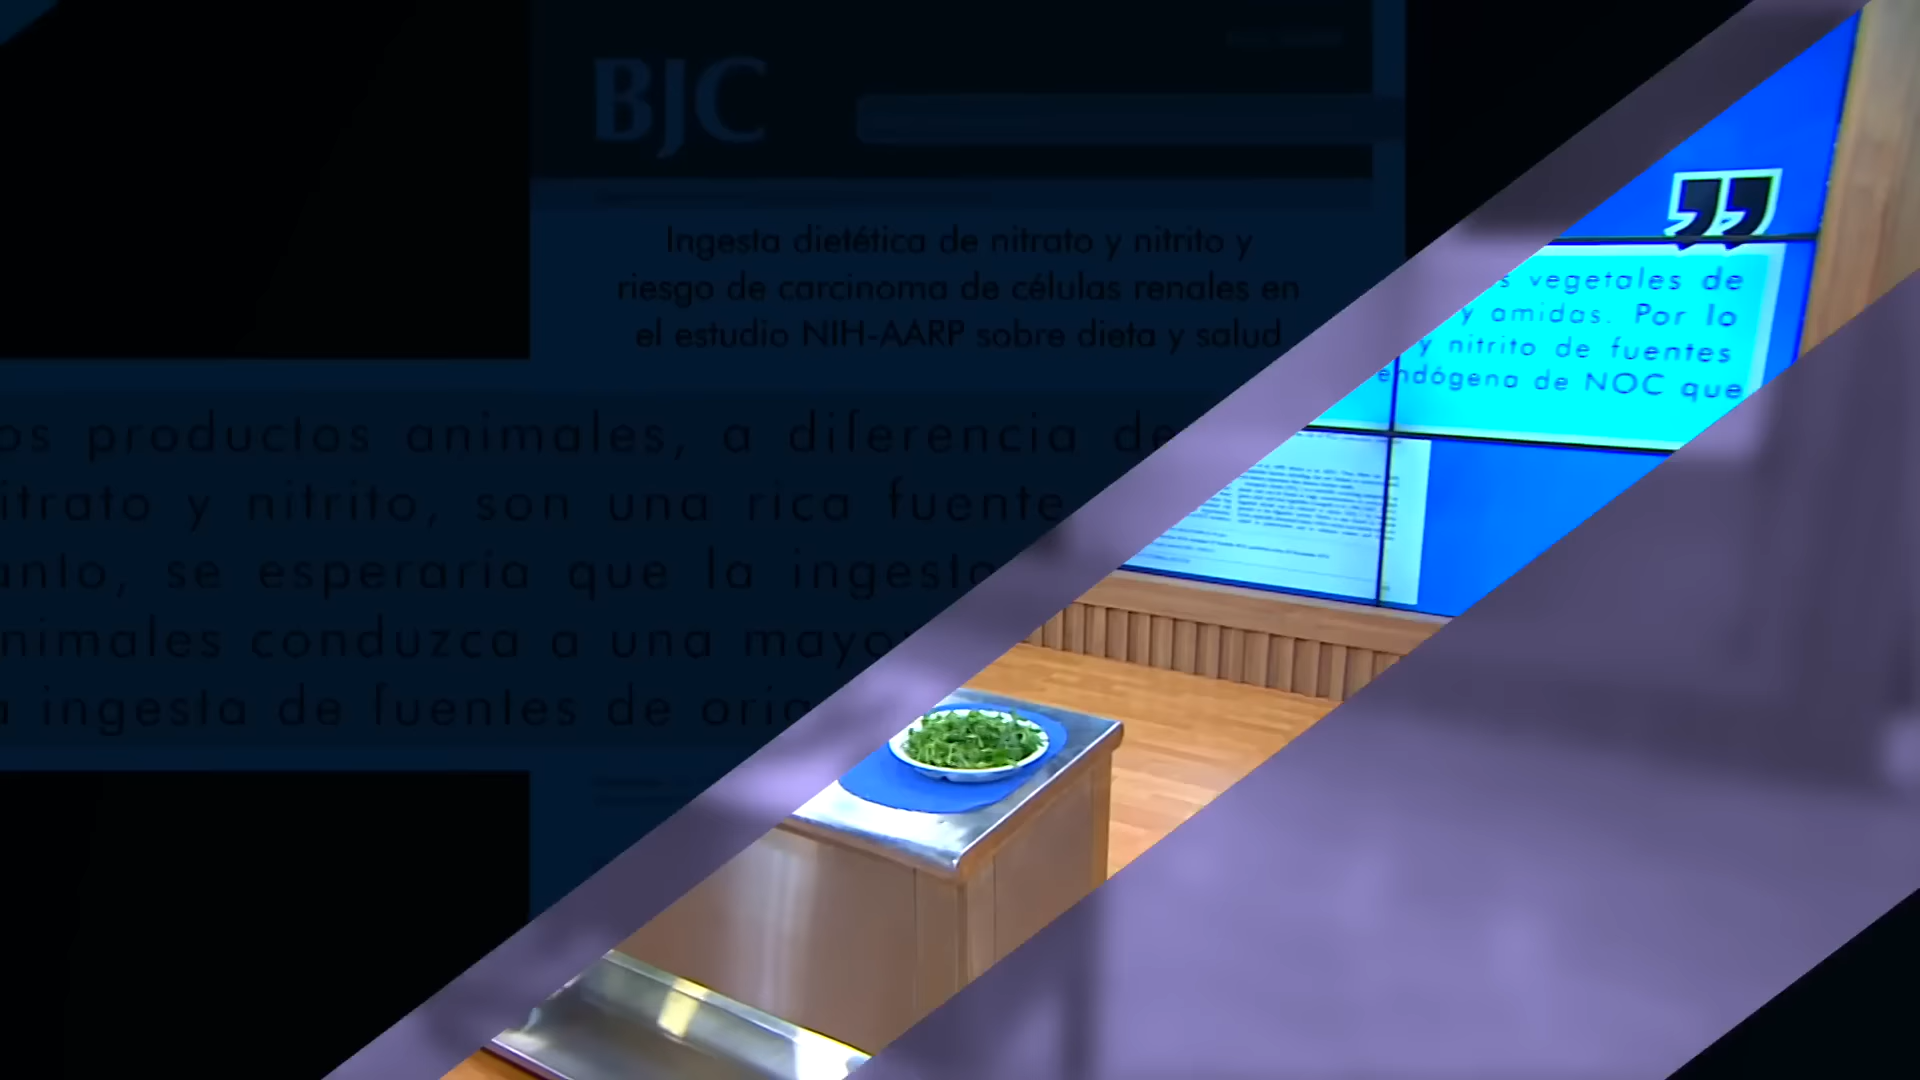 BJC
Ingesta dietética de nitrato y nitrito y
riesgo de carcinoma de células renales en
el estudio NIH-AARP sobre dieta y salud
os productos animales, a diferencia de
itrato y nitrito, son una rica fuente
anto, se esperaría que la ingesta
nimales conduzca a una mayo
a ingesta de fuentes de orig
”
s vegetales de
y amidas. Por lo
y nitrito de fuentes
endógena de NOC que